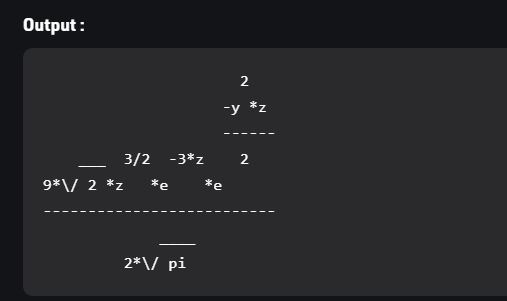 Output :
2
-y *z
------
___  3/2  -3*z    2
9*\/ 2 *z   *e    *e
--------------------------
____
2*\/ pi